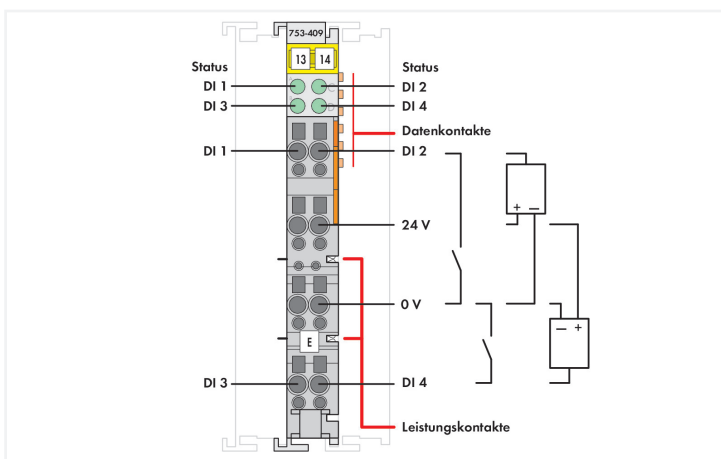 753-409
13 14
Status Status
DI 1 DI 2
DI 3 DI 4
Datenkontakte
DI 1 DI 2
+ –
24 V
0 V
– +
E
DI 3 DI 4
Leistungskontakte